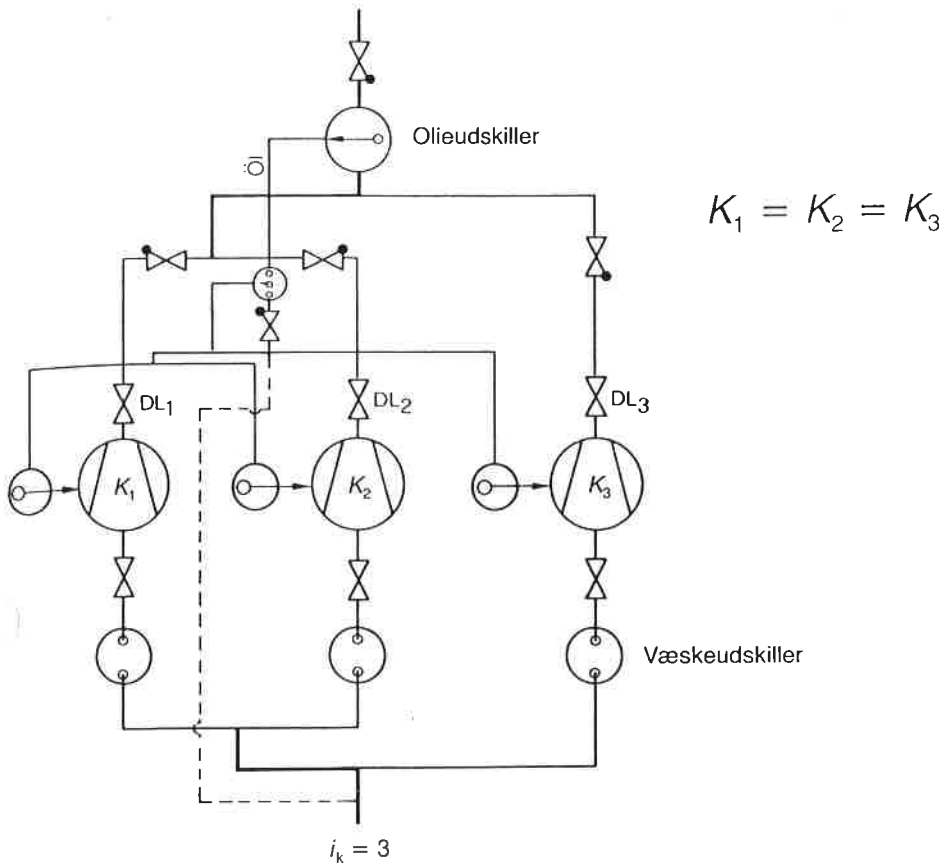 Olieudskiller
Öl
K₁ = K₂ = K₃
DL₁
DL₂
DL₃
K₁
K₂
K₃
Væskeudskiller
iₖ = 3